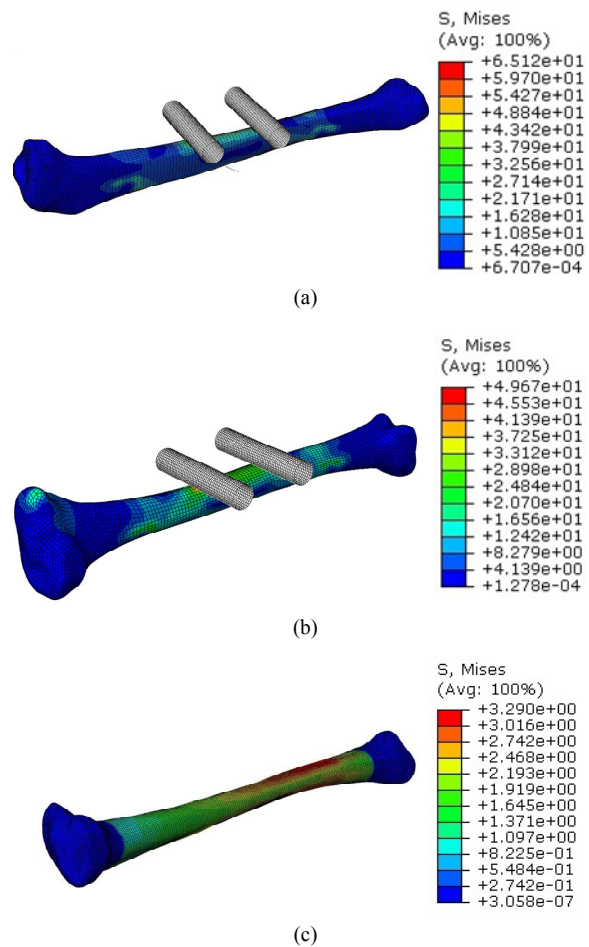 S, Mises
(Avg: 100%)
+6.512e+01
+5.970e+01
+5.427e+01
+4.884e+01
+4.342e+01
+3.799e+01
+3.256e+01
+2.714e+01
+2.171e+01
+1.628e+01
+1.085e+01
+5.428e+00
+6.707e-04
(a)
S, Mises
(Avg: 100%)
+4.967e+01
+4.553e+01
+4.139e+01
+3.725e+01
+3.312e+01
+2.898e+01
+2.484e+01
+2.070e+01
+1.656e+01
+1.242e+01
+8.279e+00
+4.139e+00
+1.278e-04
(b)
S, Mises
(Avg: 100%)
+3.290e+00
+3.016e+00
+2.742e+00
+2.468e+00
+2.193e+00
+1.919e+00
+1.645e+00
+1.371e+00
+1.097e+00
+8.225e-01
+5.484e-01
+2.742e-01
+3.058e-07
(c)